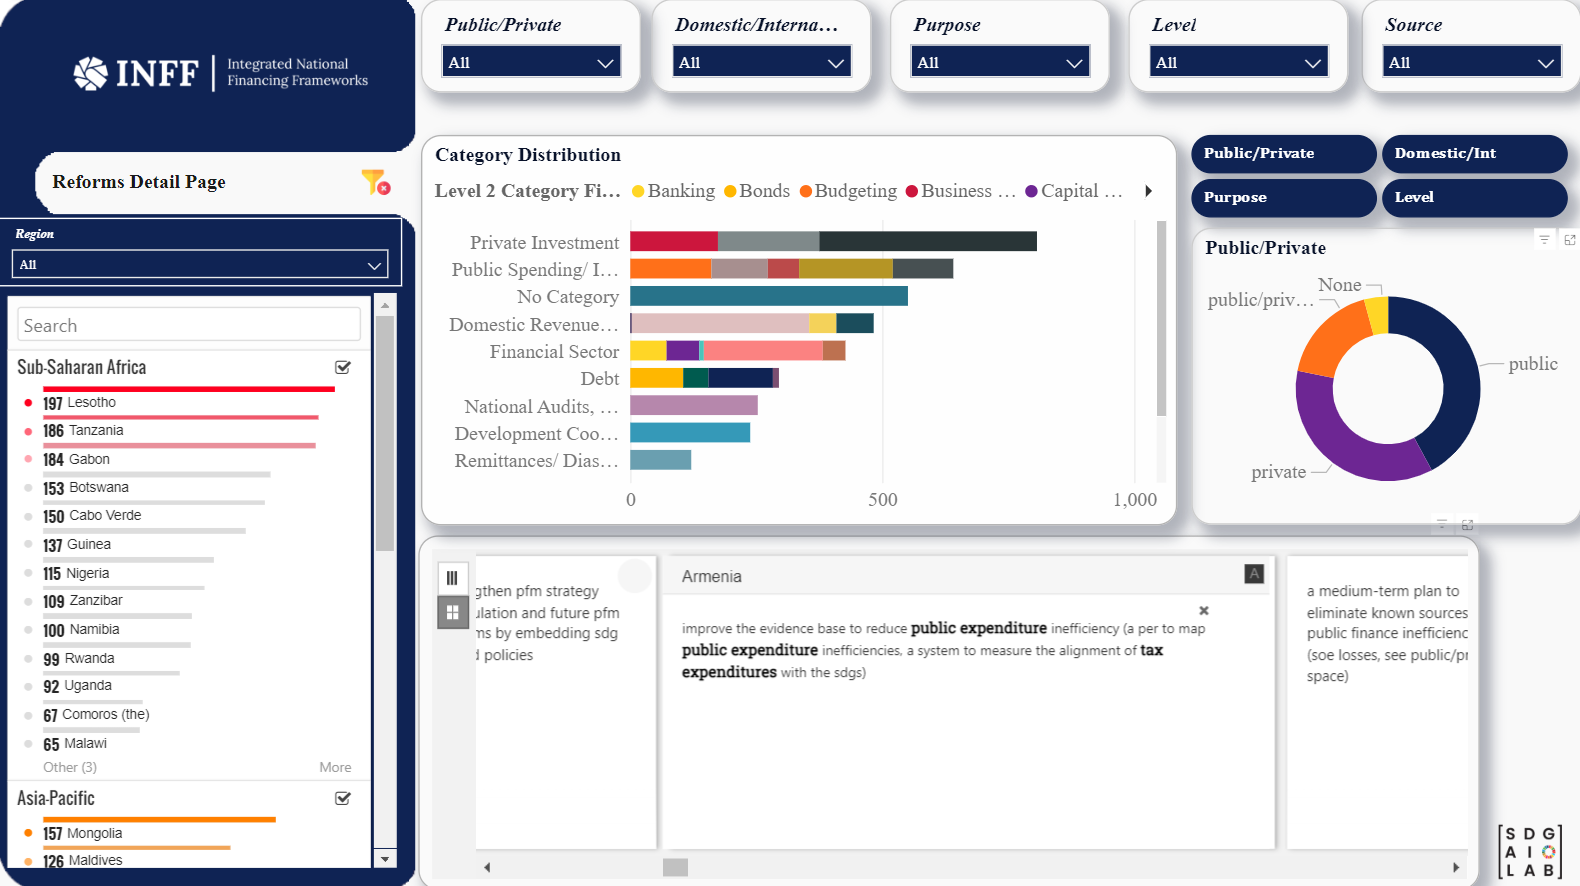 INFF
Integrated National
Financing Frameworks
Reforms Detail Page
Region
All
Search
Sub-Saharan Africa
197 Lesotho
186 Tanzania
184 Gabon
153 Botswana
150 Cabo Verde
137 Guinea
115 Nigeria
109 Zanzibar
100 Namibia
99 Rwanda
92 Uganda
67 Comoros (the)
65 Malawi
Other (3) More
Asia-Pacific
157 Mongolia
126 Maldives
Public/Private
All
Domestic/Interna...
All
Purpose
All
Level
All
Source
All
Category Distribution
Level 2 Category Fi... Banking Bonds Budgeting Business ... Capital ...
Private Investment
Public Spending/ I...
No Category
Domestic Revenue...
Financial Sector
Debt
National Audits, ...
Development Coo...
Remittances/ Dias...
0 500 1,000
Public/Private Domestic/Int
Purpose Level
Public/Private
None
public/priv...
public
private
gthen pfm strategy
ulation and future pfm
ms by embedding sdg
d policies
Armenia A
improve the evidence base to reduce public expenditure inefficiency (a per to map
public expenditure inefficiencies, a system to measure the alignment of tax
expenditures with the sdgs)
a medium-term plan to
eliminate known sources
public finance inefficienc
(soe losses, see public/pr
space)
SDG
AI
LAB